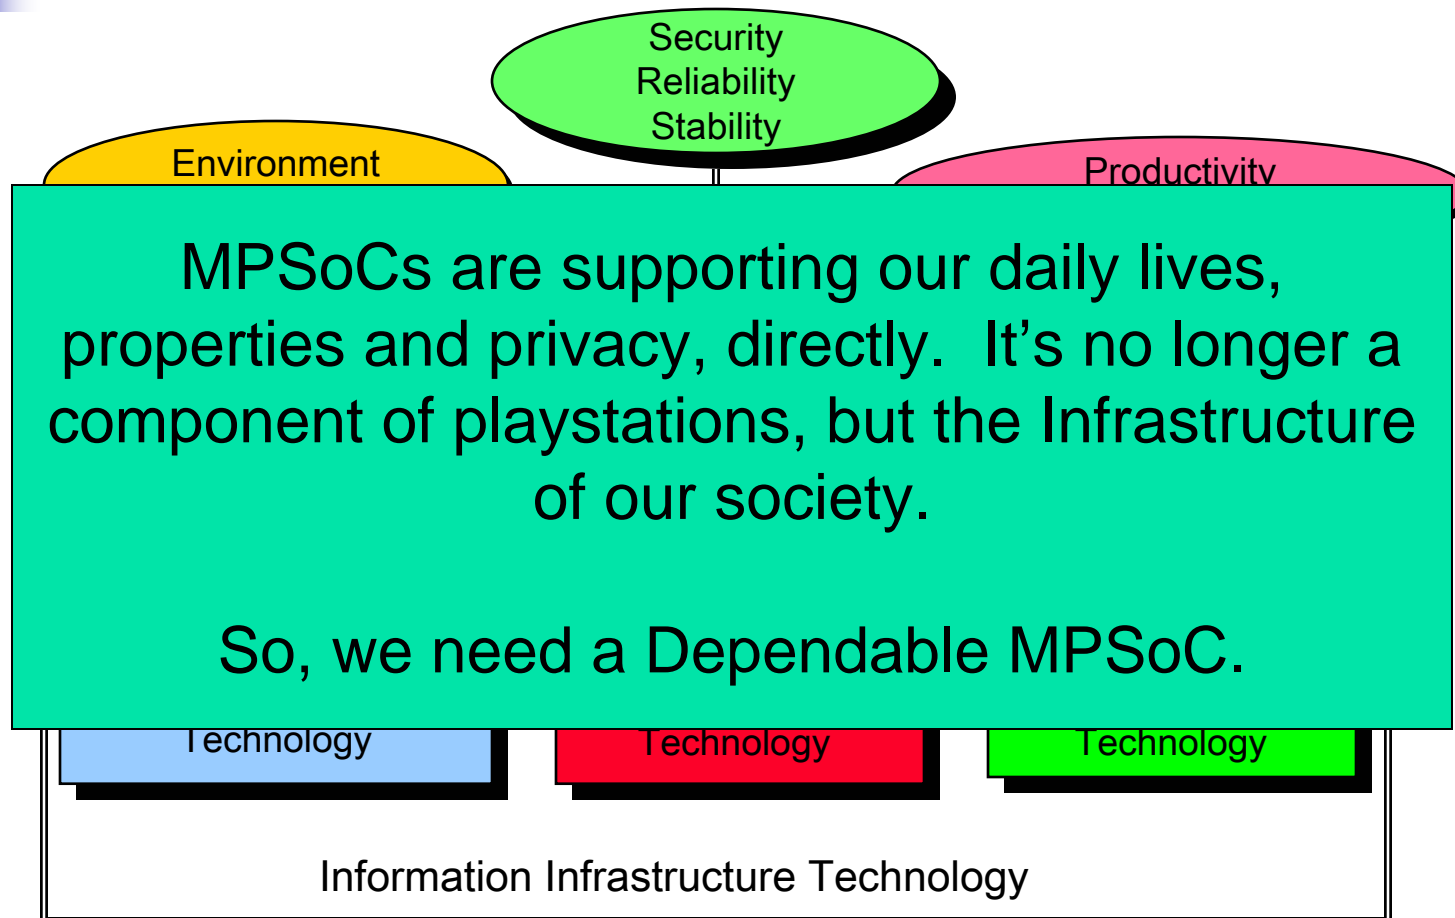 Security
Reliability
Stability
Environment
Productivity
MPSoCs are supporting our daily lives,
properties and privacy, directly.  It’s no longer a
component of playstations, but the Infrastructure
of our society.
So, we need a Dependable MPSoC.
Technology
Technology
Technology
Information Infrastructure Technology